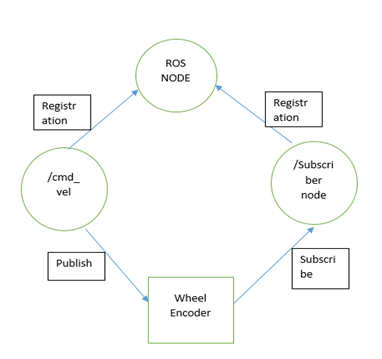 ROS
NODE
Registr
ation
Registr
ation
/cmd_
vel
/Subscri
ber
node
Publish
Subscri
be
Wheel
Encoder